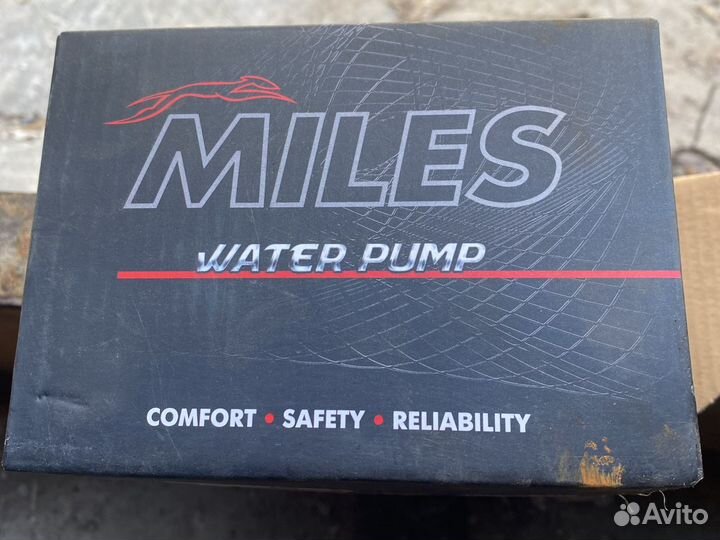 MILES
WATER PUMP
COMFORT • SAFETY • RELIABILITY
Avito